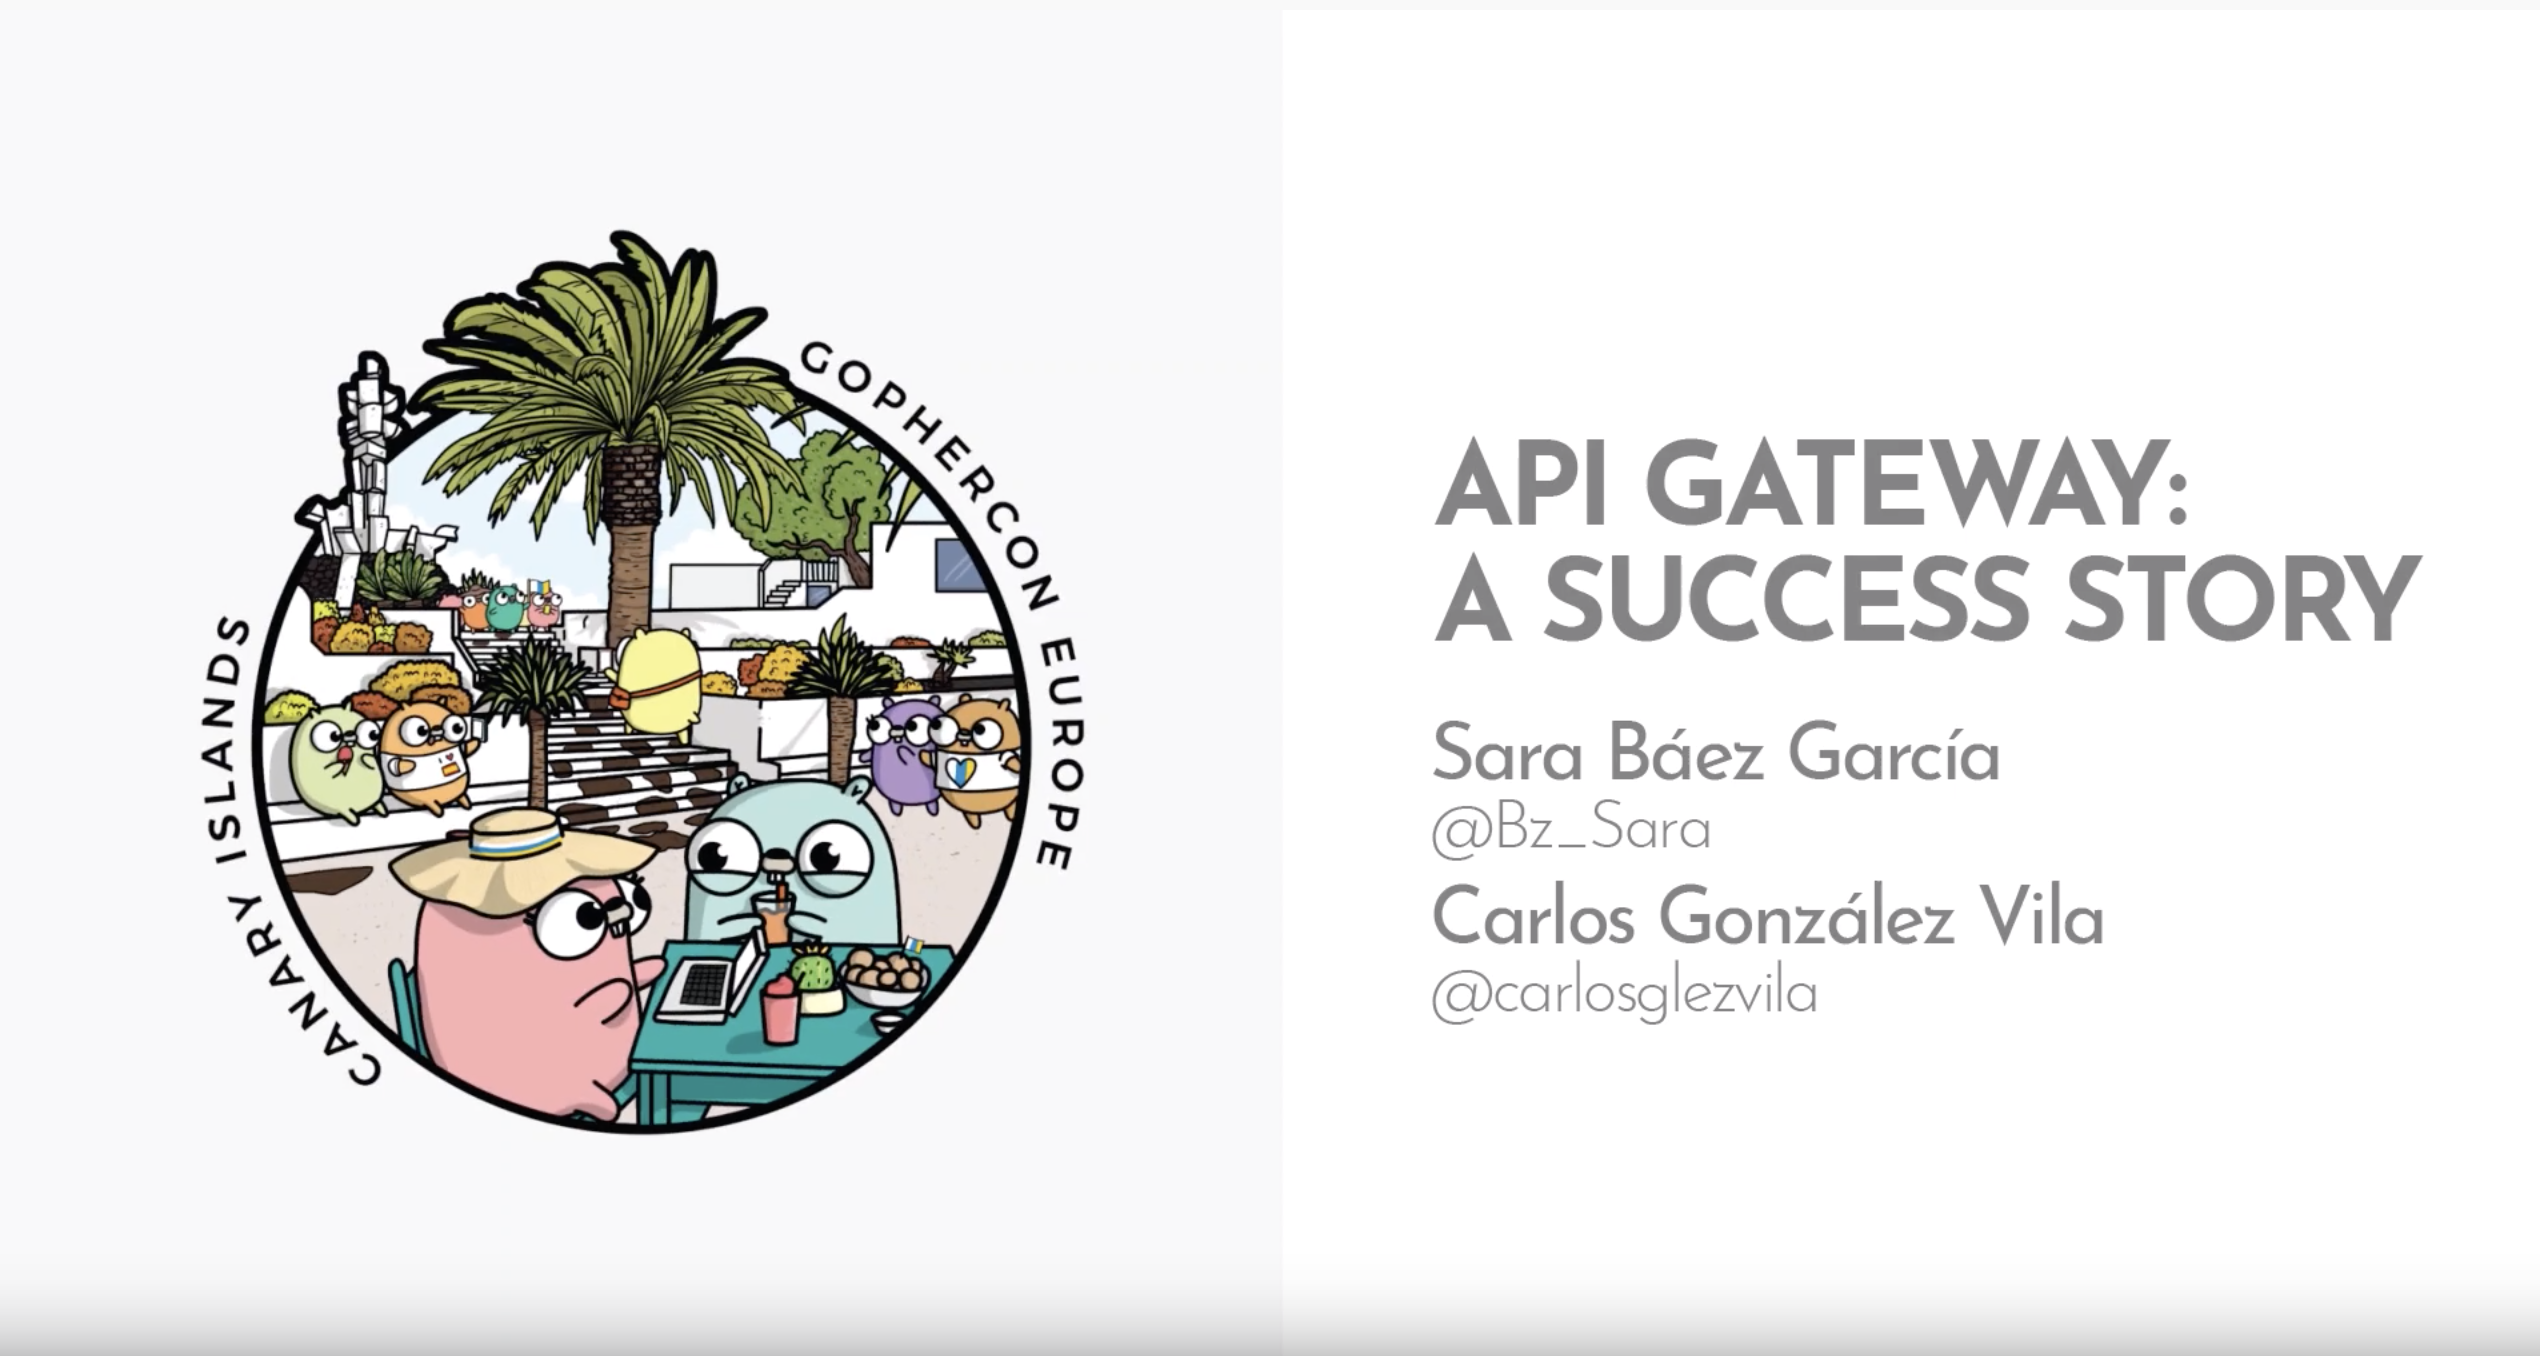 CANARY ISLANDS
GOPHERCON EUROPE
API GATEWAY:
A SUCCESS STORY
Sara Báez García
@Bz_Sara
Carlos González Vila
@carlosglezvila